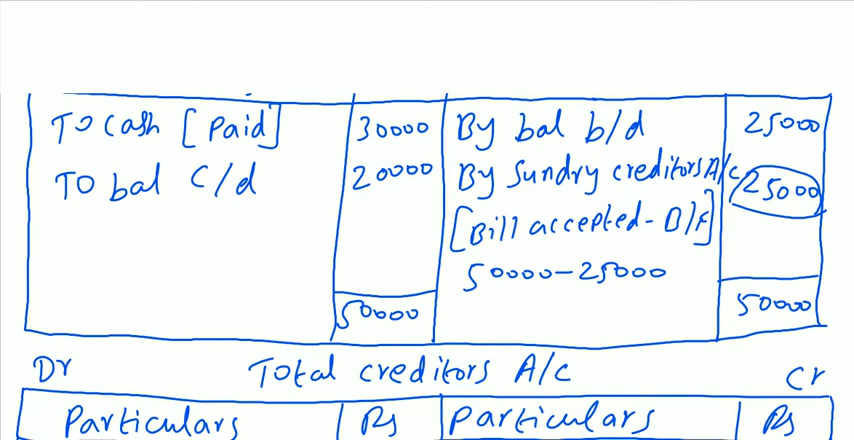 To cash [Paid] 30000 By bal b/d 25000
To bal c/d 20000 By Sundry creditors A/c 25000
[Bill accepted - B/F]
50000-25000
50000 50000
Dr Total creditors A/c Cr
Particulars Rs Particulars Rs